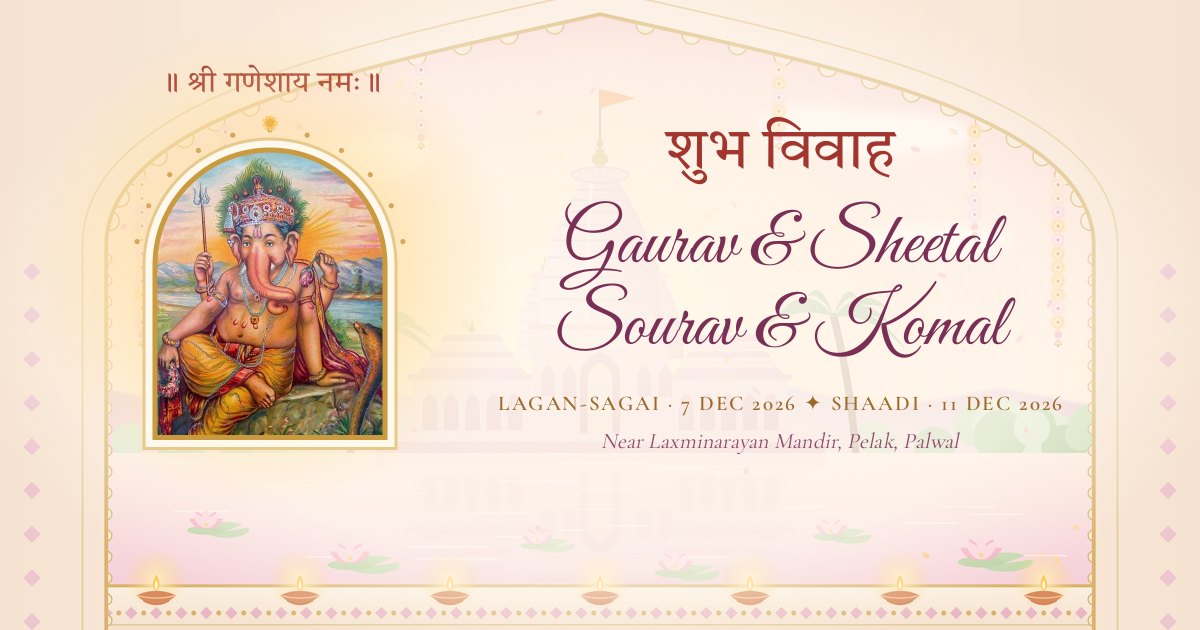 ॥ श्री गणेशाय नमः ॥
शुभ विवाह
Gaurav & Sheetal
Sourav & Komal
LAGAN-SAGAI · 7 DEC 2026 ✦ SHAADI · 11 DEC 2026
Near Laxminarayan Mandir, Pelak, Palwal